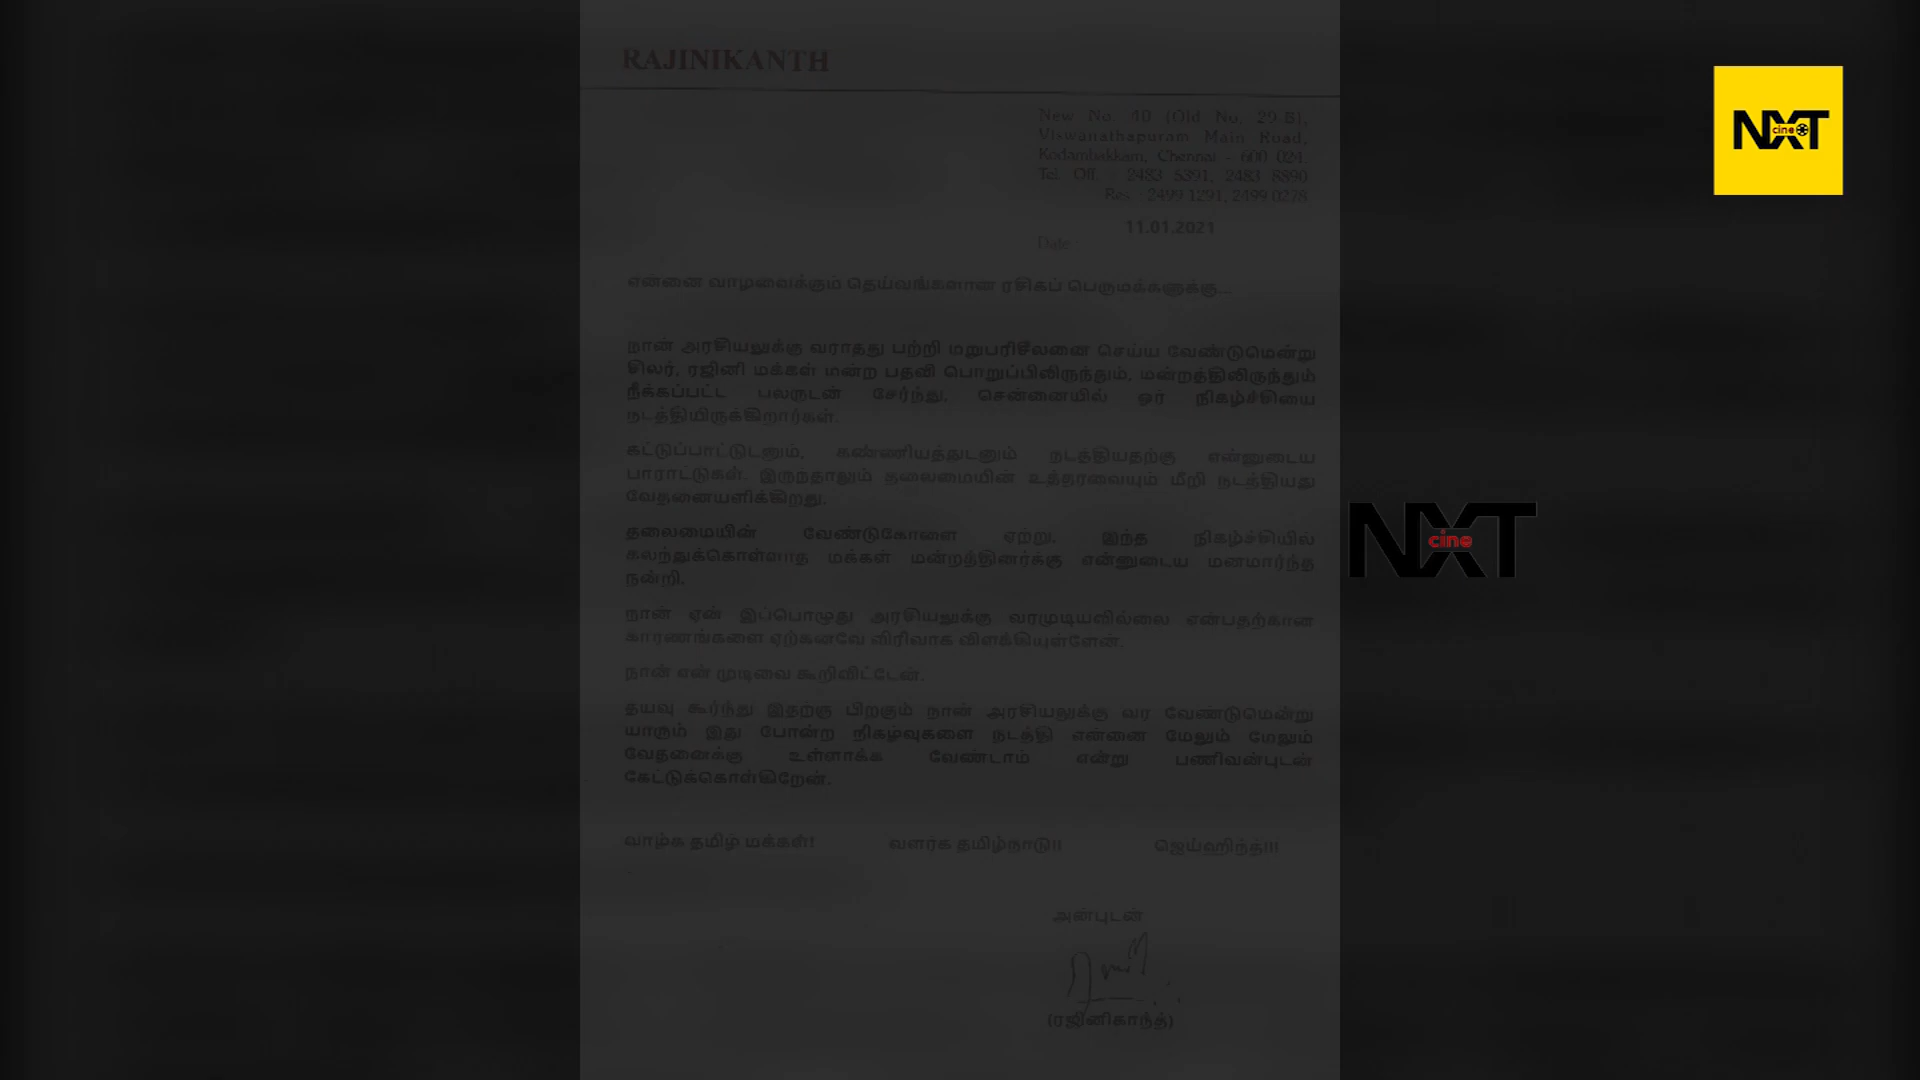 RAJINIKANTH
New No. 40 (Old No. 29-B),
Viswanathapuram Main Road,
Kodambakkam, Chennai - 600 024.
Tel. Off. : 2483 5391, 2483 8890
Res : 2499 1291, 2499 0278
11.01.2021
Date
என்னை வாழவைக்கும் தெய்வங்களான ரசிகப் பெருமக்களுக்கு...
நான் அரசியலுக்கு வராதது பற்றி மறுபரிசீலனை செய்ய வேண்டுமென்று
சிலர், ரஜினி மக்கள் மன்ற பதவி பொறுப்பிலிருந்தும், மன்றத்திலிருந்தும்
நீக்கப்பட்ட பலருடன் சேர்ந்து, சென்னையில் ஓர் நிகழ்ச்சியை
நடத்தியிருக்கிறார்கள்.
கட்டுப்பாட்டுடனும், கண்ணியத்துடனும் நடத்தியதற்கு என்னுடைய
பாராட்டுகள். இருந்தாலும் தலைமையின் உத்தரவையும் மீறி நடத்தியது
வேதனையளிக்கிறது.
தலைமையின் வேண்டுகோளை ஏற்று, இந்த நிகழ்ச்சியில்
கலந்துக்கொள்ளாத மக்கள் மன்றத்தினர்க்கு என்னுடைய மனமார்ந்த
நன்றி.
நான் ஏன் இப்பொழுது அரசியலுக்கு வரமுடியவில்லை என்பதற்கான
காரணங்களை ஏற்கனவே விரிவாக விளக்கியுள்ளேன்.
நான் என் முடிவை கூறிவிட்டேன்.
தயவு கூர்ந்து இதற்கு பிறகும் நான் அரசியலுக்கு வர வேண்டுமென்று
யாரும் இது போன்ற நிகழ்வுகளை நடத்தி என்னை மேலும் மேலும்
வேதனைக்கு உள்ளாக்க வேண்டாம் என்று பணிவன்புடன்
கேட்டுக்கொள்கிறேன்.
வாழ்க தமிழ் மக்கள்! வளர்க தமிழ்நாடு!! ஜெய்ஹிந்த்!!!
அன்புடன்
(ரஜினிகாந்த்)
NXT
cine
NXT
cine